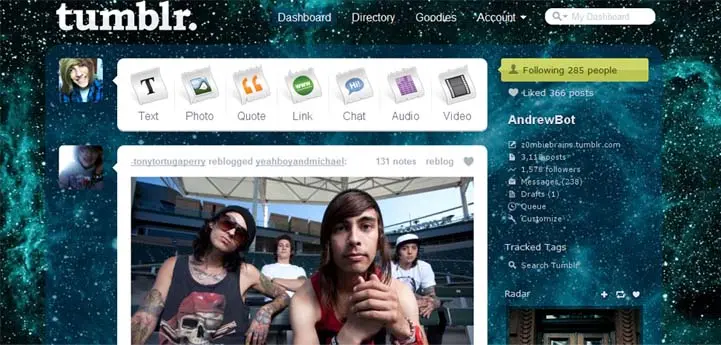 tumblr.
Dashboard Directory Goodies Account
My Dashboard
T
www
Hi!
Text Photo Quote Link Chat Audio Video
Following 285 people
Liked 366 posts
AndrewBot
z0mbiebrains.tumblr.com
posts
1,578 followers
Messages (238)
Drafts (1)
Queue
Customize
Tracked Tags
Search Tumblr
Radar
-tonytortugaperry reblogged yeahboyandmichael:
131 notes reblog